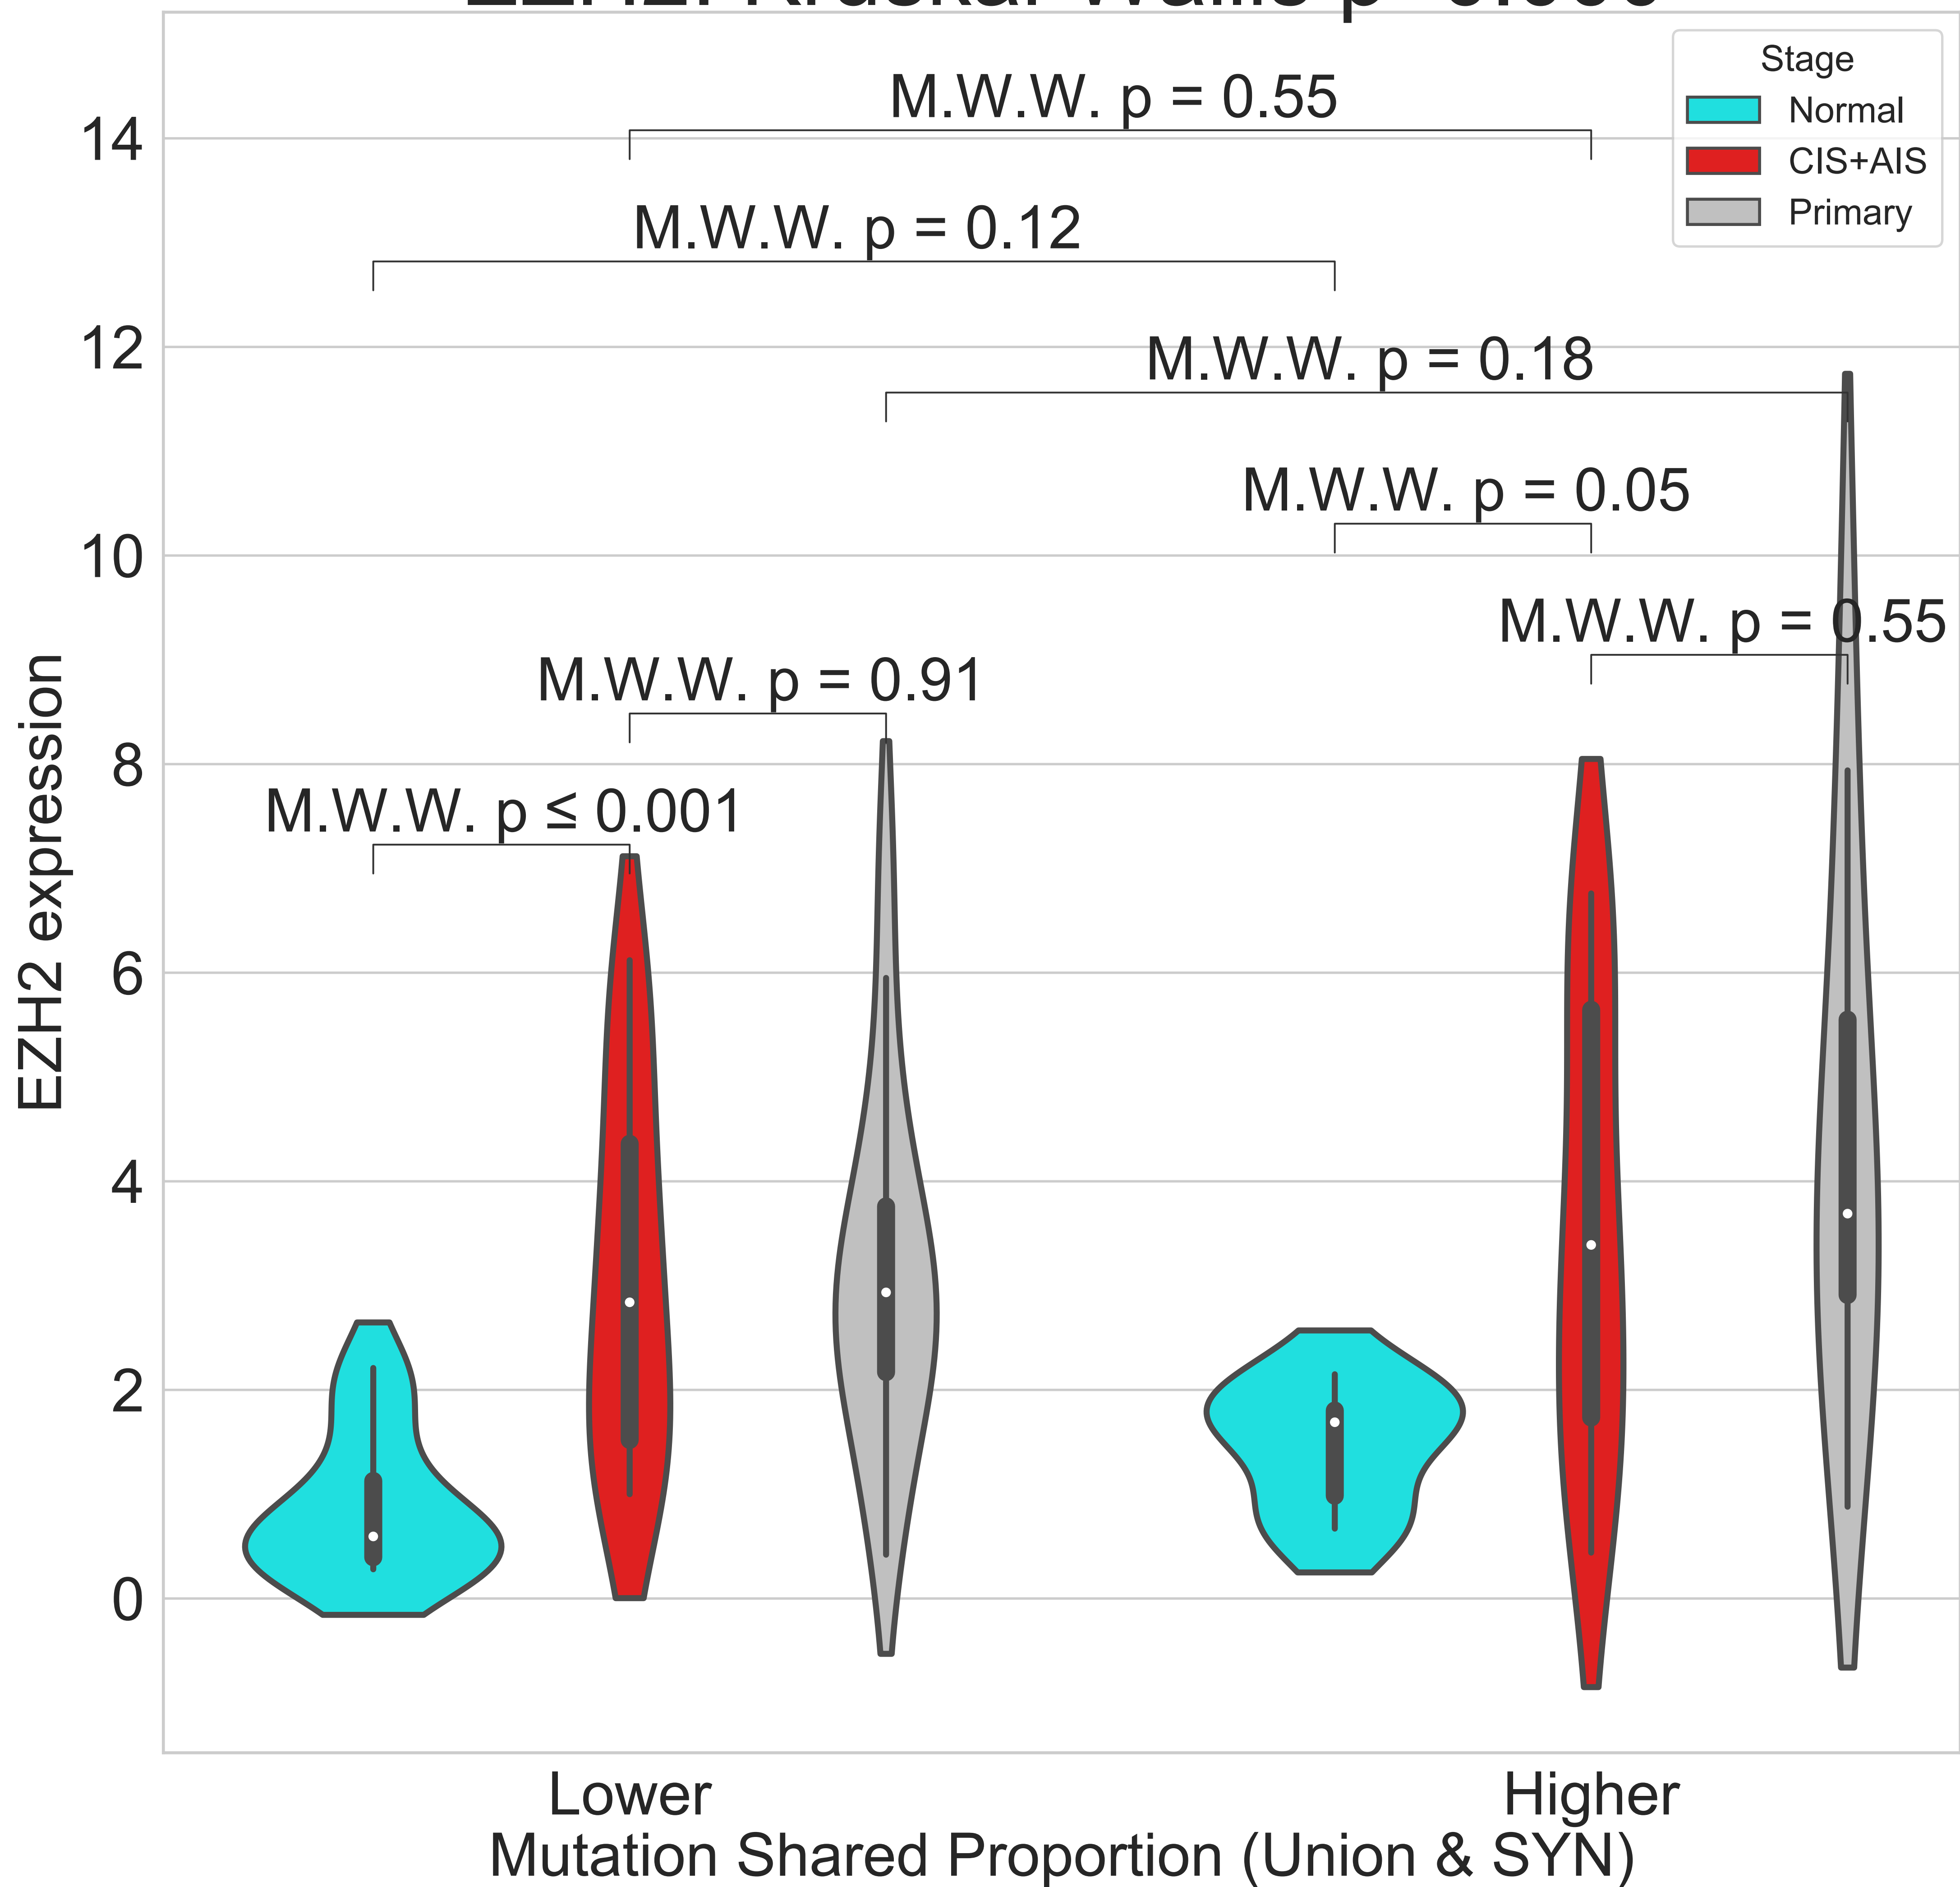 Stage
Normal
CIS+AIS
Primary
M.W.W. p = 0.55
M.W.W. p = 0.12
M.W.W. p = 0.18
M.W.W. p = 0.05
M.W.W. p = 0.55
M.W.W. p = 0.91
M.W.W. p ≤ 0.001
14
12
10
8
6
4
2
0
EZH2 expression
Lower
Higher
Mutation Shared Proportion (Union & SYN)